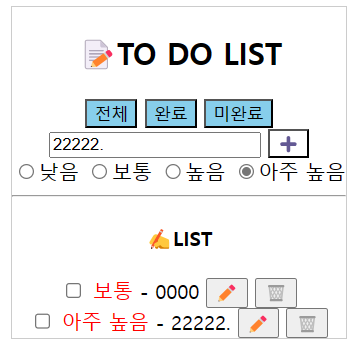 TO DO LIST
전체 완료 미완료
22222.
낮음 보통 높음 아주 높음
LIST
보통 - 0000
아주 높음 - 22222.